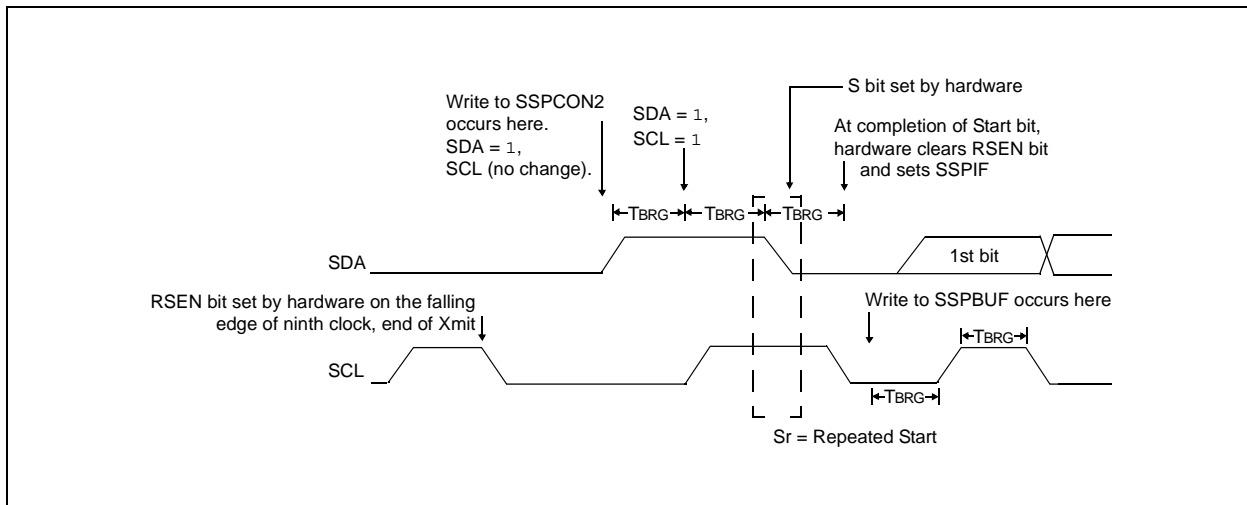 S bit set by hardware
Write to SSPCON2
occurs here.
SDA = 1,
SCL (no change).
SDA = 1,
SCL = 1
At completion of Start bit,
hardware clears RSEN bit
and sets SSPIF
TBRG
TBRG
TBRG
SDA
1st bit
RSEN bit set by hardware on the falling
edge of ninth clock, end of Xmit
Write to SSPBUF occurs here
TBRG
SCL
TBRG
Sr = Repeated Start